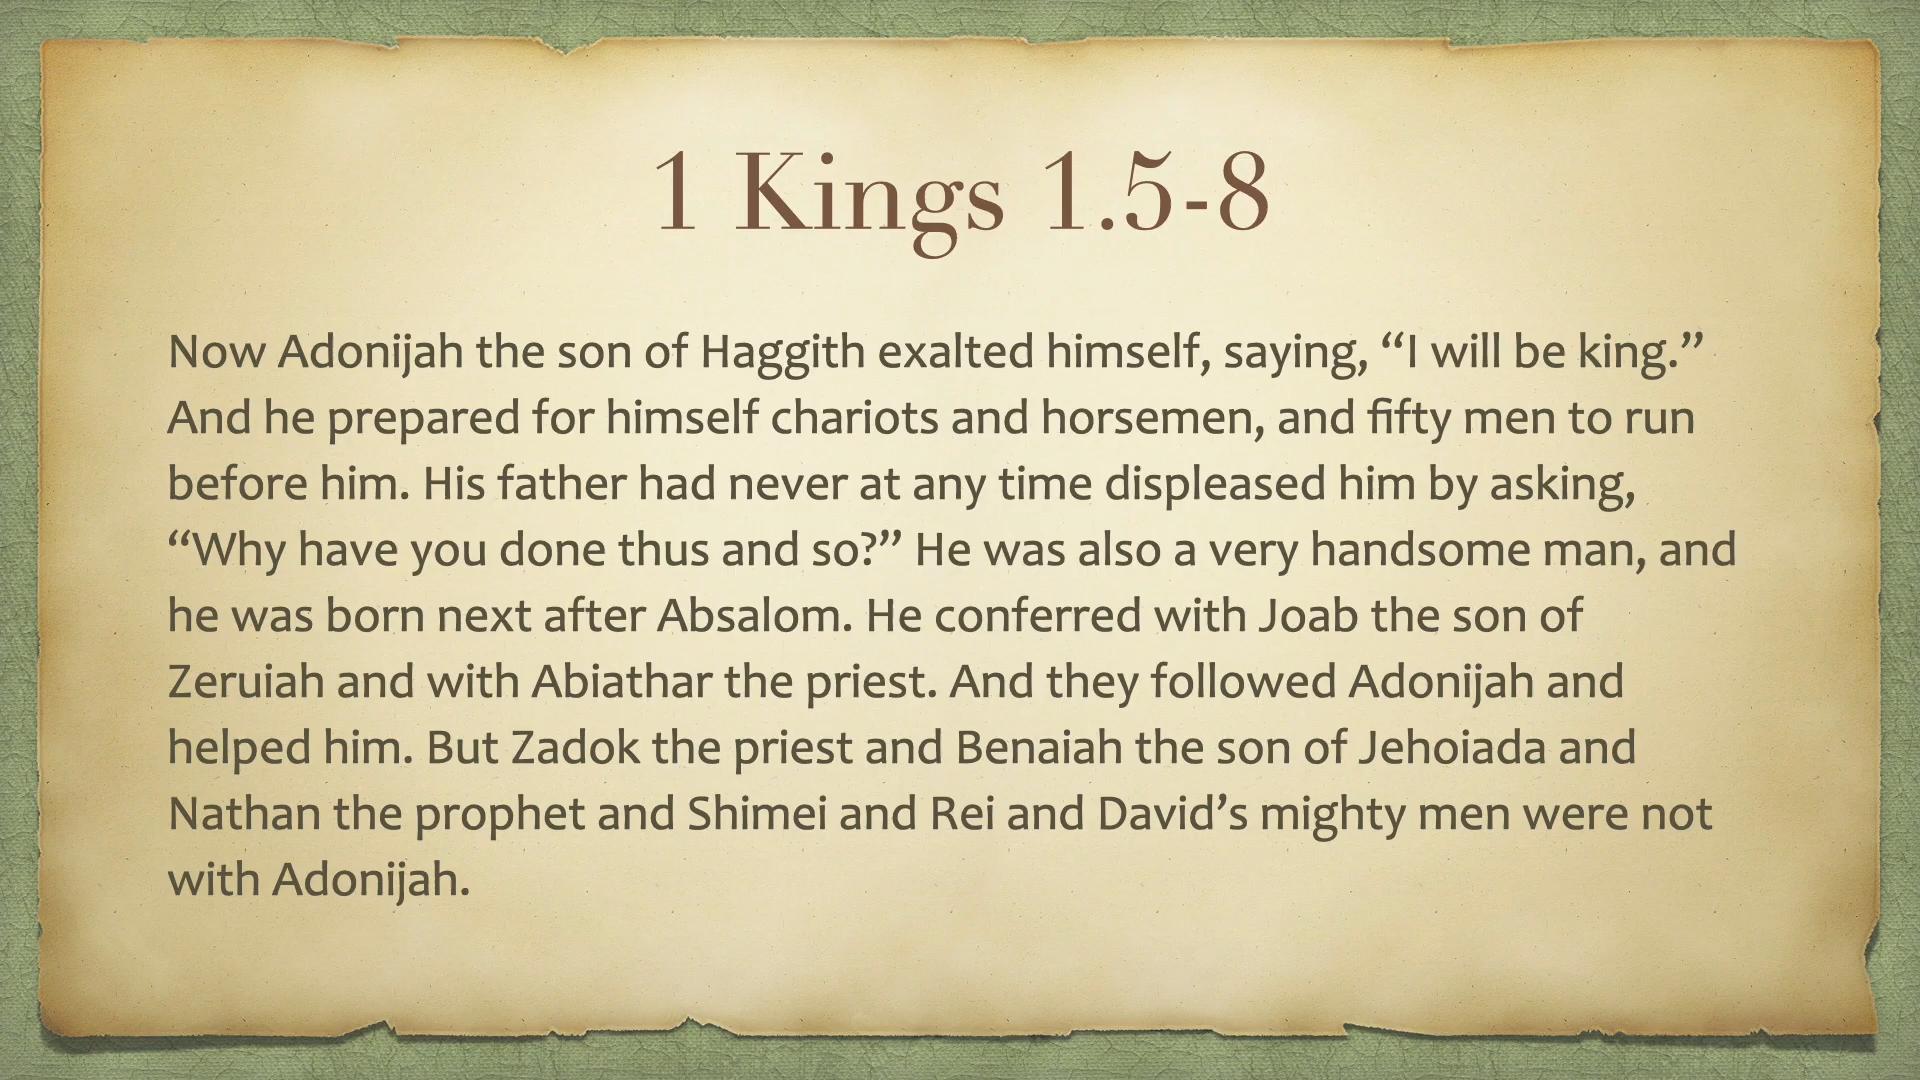 1 Kings 1.5-8
Now Adonijah the son of Haggith exalted himself, saying, “I will be king.”
And he prepared for himself chariots and horsemen, and fifty men to run
before him. His father had never at any time displeased him by asking,
“Why have you done thus and so?” He was also a very handsome man, and
he was born next after Absalom. He conferred with Joab the son of
Zeruiah and with Abiathar the priest. And they followed Adonijah and
helped him. But Zadok the priest and Benaiah the son of Jehoiada and
Nathan the prophet and Shimei and Rei and David’s mighty men were not
with Adonijah.